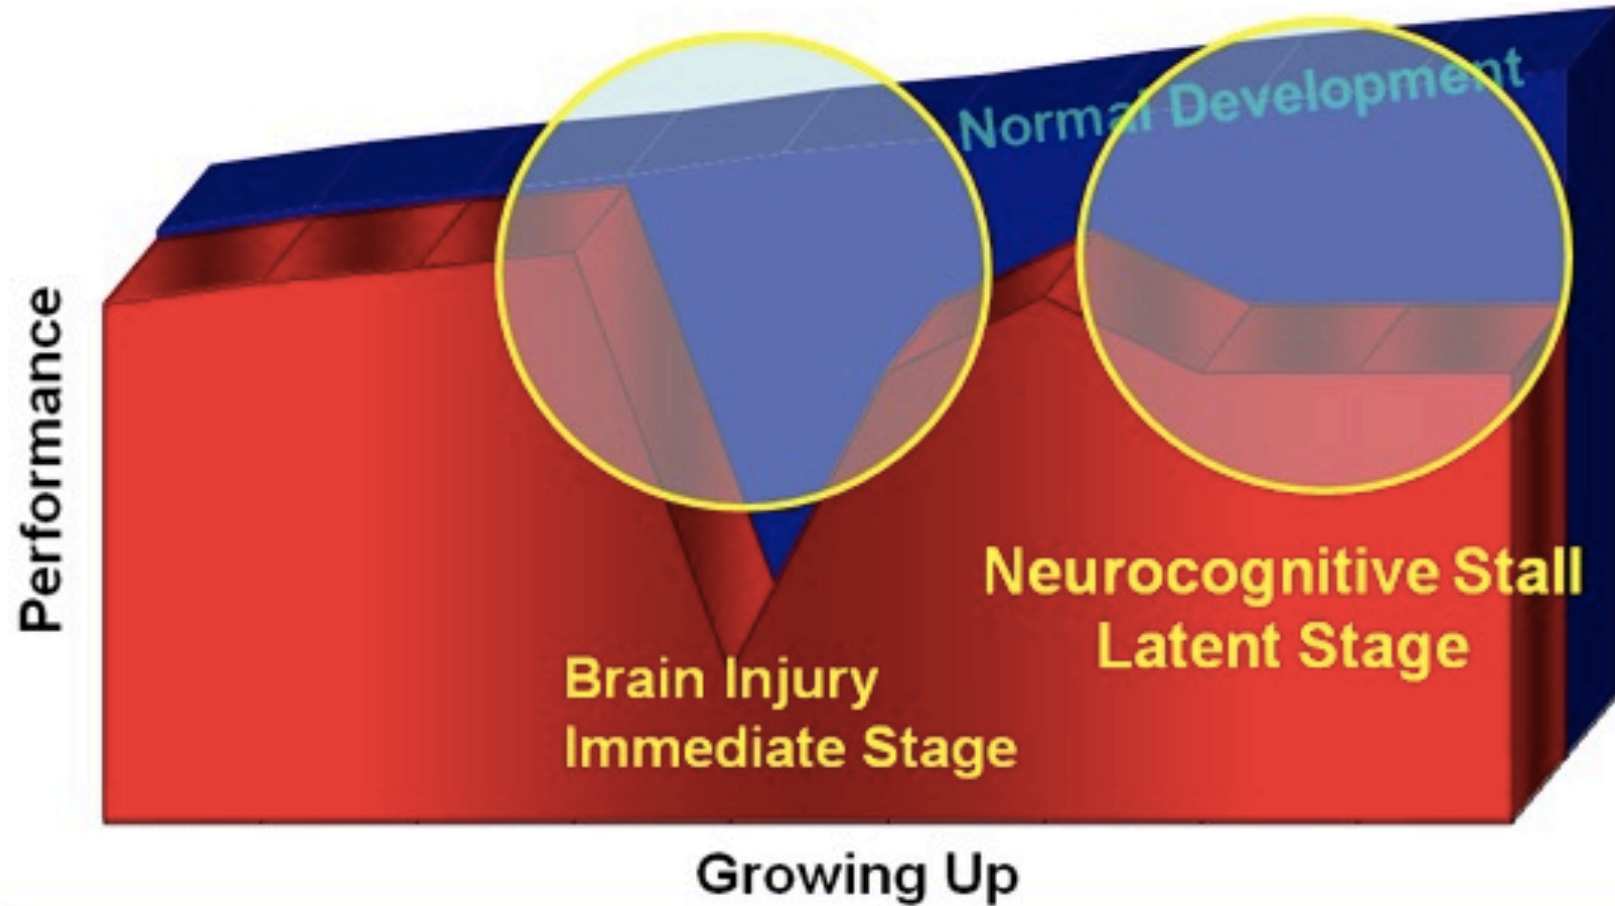 Normal Development
Performance
Neurocognitive Stall
Latent Stage
Brain Injury
Immediate Stage
Growing Up